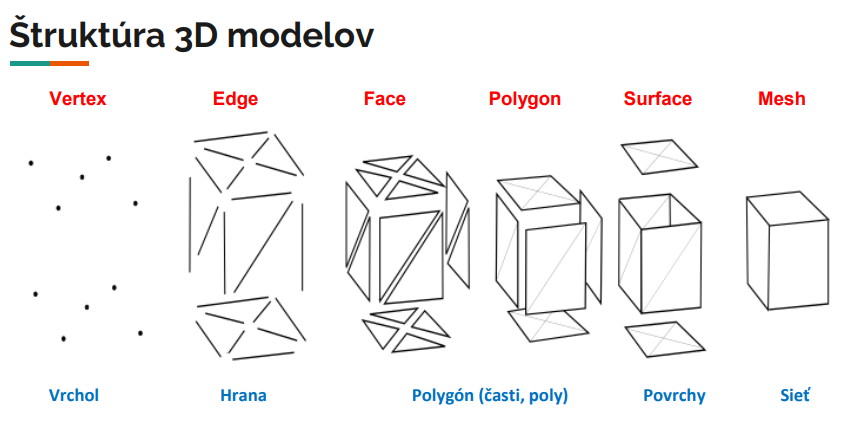 Štruktúra 3D modelov
Vertex Edge Face Polygon Surface Mesh
Vrchol Hrana Polygón (časti, poly) Povrchy Sieť